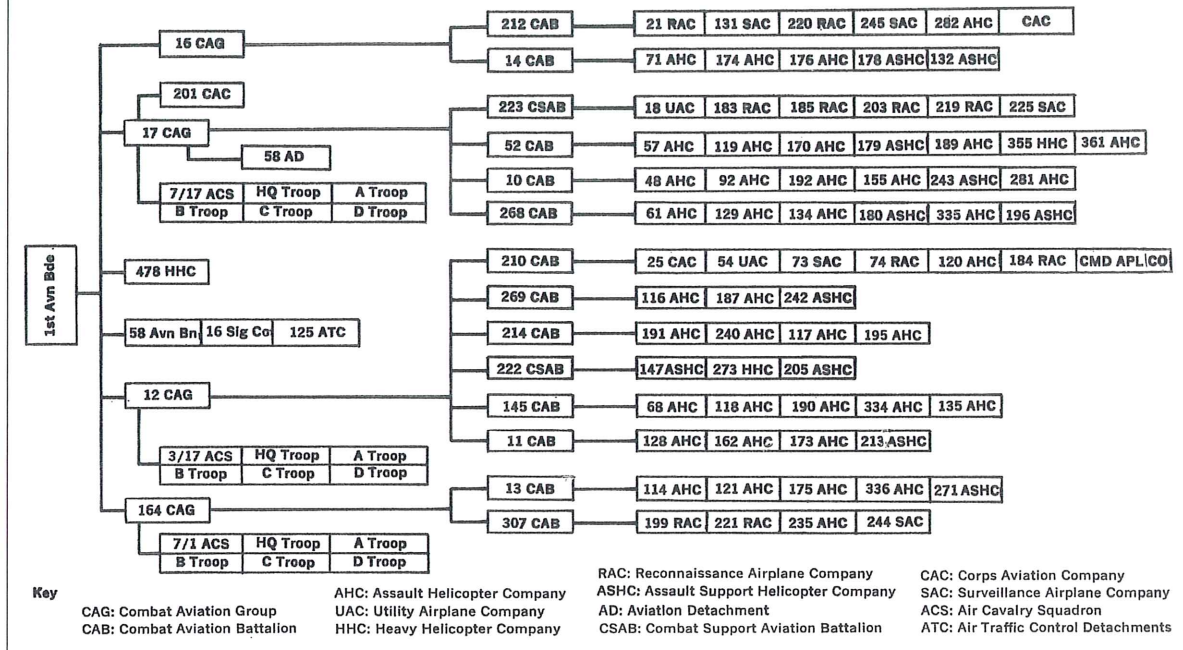 212 CAB 21 RAC 131 SAC 220 RAC 245 SAC 282 AHC CAC
16 CAG
14 CAB 71 AHC 174 AHC 176 AHC 178 ASHC 132 ASHC
201 CAC
223 CSAB 18 UAC 183 RAC 185 RAC 203 RAC 219 RAC 225 SAC
17 CAG
52 CAB 57 AHC 119 AHC 170 AHC 179 ASHC 189 AHC 355 HHC 361 AHC
58 AD
10 CAB 48 AHC 92 AHC 192 AHC 155 AHC 243 ASHC 281 AHC
7/17 ACS HQ Troop A Troop
B Troop C Troop D Troop
268 CAB 61 AHC 129 AHC 134 AHC 180 ASHC 335 AHC 196 ASHC
1st Avn Bde
210 CAB 25 CAC 54 UAC 73 SAC 74 RAC 120 AHC 184 RAC CMD APL CO
478 HHC
269 CAB 116 AHC 187 AHC 242 ASHC
58 Avn Bn 16 Sig Co 125 ATC
214 CAB 191 AHC 240 AHC 117 AHC 195 AHC
222 CSAB 147 ASHC 273 HHC 205 ASHC
12 CAG
145 CAB 68 AHC 118 AHC 190 AHC 334 AHC 135 AHC
11 CAB 128 AHC 162 AHC 173 AHC 213 ASHC
3/17 ACS HQ Troop A Troop
B Troop C Troop D Troop
13 CAB 114 AHC 121 AHC 175 AHC 336 AHC 271 ASHC
164 CAG
307 CAB 199 RAC 221 RAC 235 AHC 244 SAC
7/1 ACS HQ Troop A Troop
B Troop C Troop D Troop
Key
CAG: Combat Aviation Group
CAB: Combat Aviation Battalion
AHC: Assault Helicopter Company
UAC: Utility Airplane Company
HHC: Heavy Helicopter Company
RAC: Reconnaissance Airplane Company
ASHC: Assault Support Helicopter Company
AD: Aviation Detachment
CSAB: Combat Support Aviation Battalion
CAC: Corps Aviation Company
SAC: Surveillance Airplane Company
ACS: Air Cavalry Squadron
ATC: Air Traffic Control Detachments